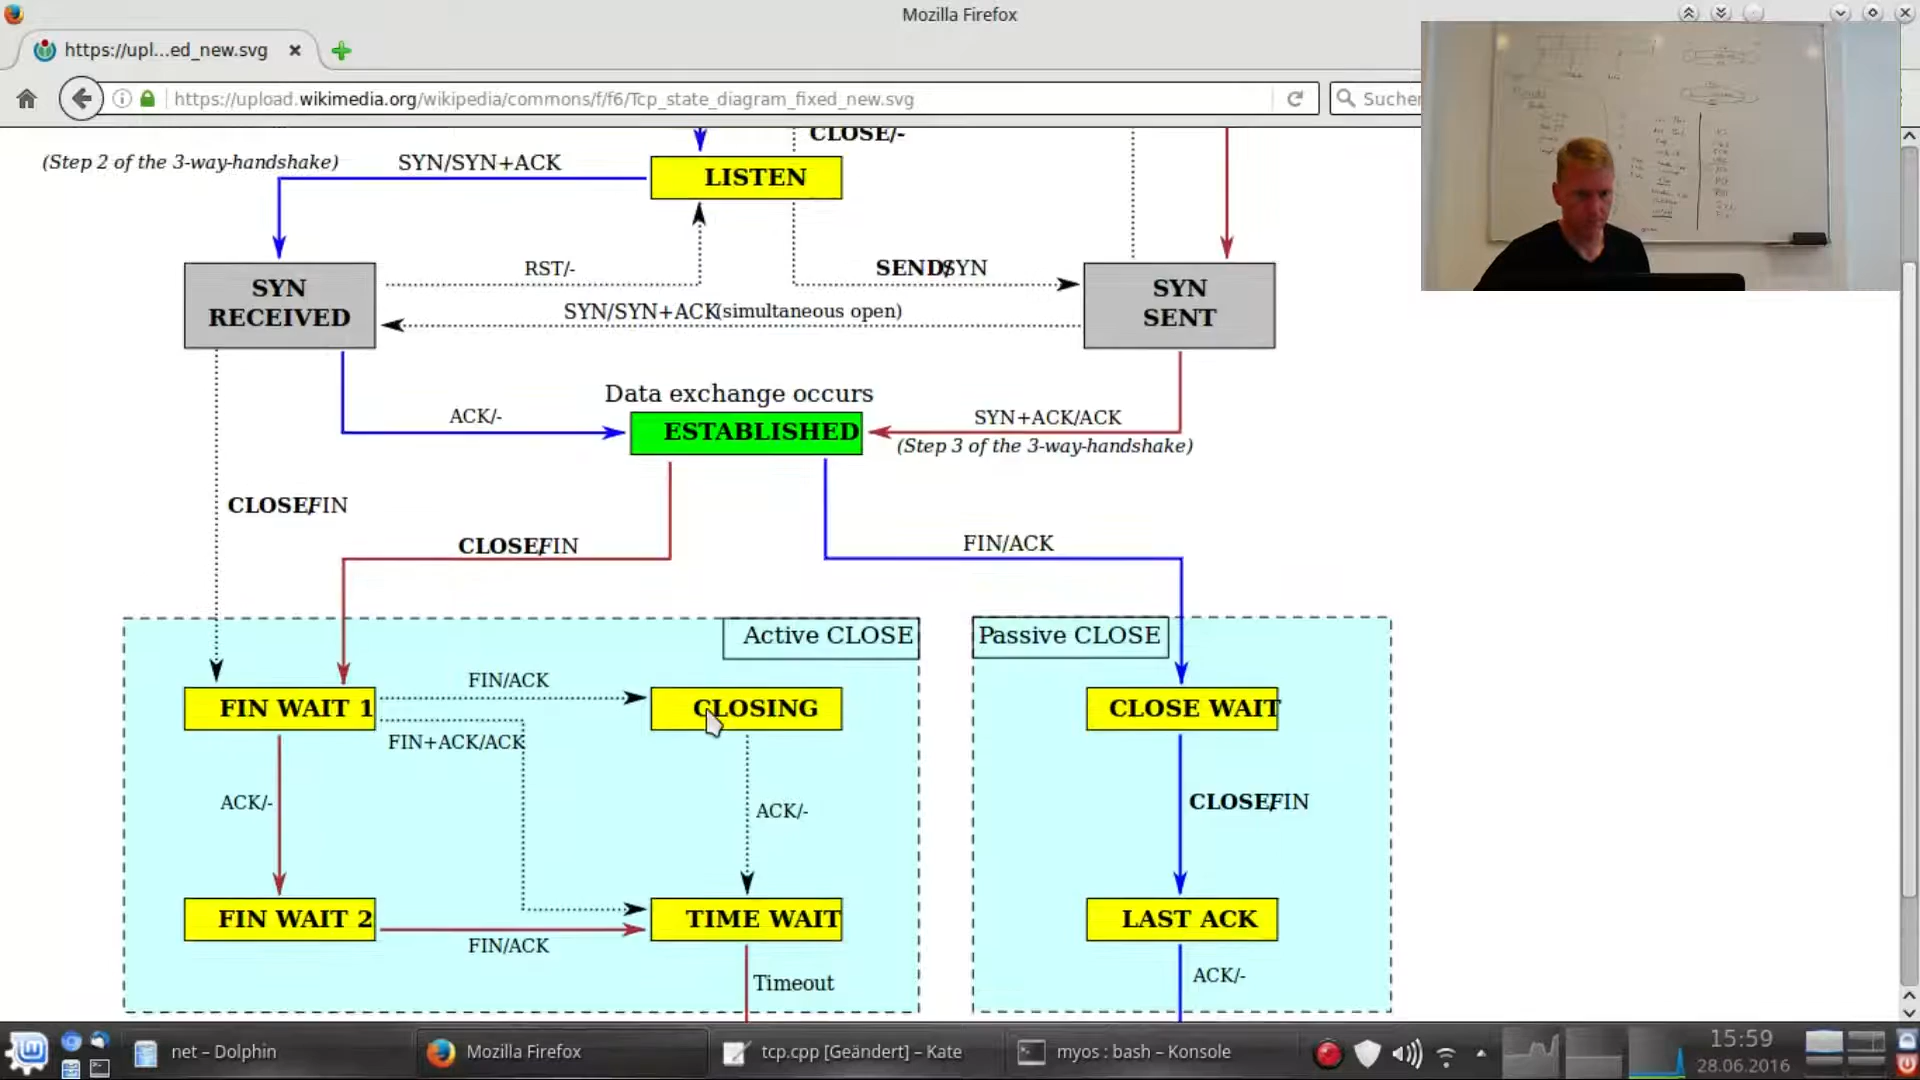 Mozilla Firefox
https://upl...ed_new.svg
https://upload.wikimedia.org/wikipedia/commons/f/f6/Tcp_state_diagram_fixed_new.svg
Suchen
CLOSE/-
(Step 2 of the 3-way-handshake)
SYN/SYN+ACK
LISTEN
RST/-
SEND/SYN
SYN
RECEIVED
SYN
SENT
SYN/SYN+ACK(simultaneous open)
Data exchange occurs
ACK/-
ESTABLISHED
SYN+ACK/ACK
(Step 3 of the 3-way-handshake)
CLOSE/FIN
CLOSE/FIN
FIN/ACK
Active CLOSE
Passive CLOSE
FIN WAIT 1
FIN/ACK
CLOSING
CLOSE WAIT
FIN+ACK/ACK
ACK/-
ACK/-
CLOSE/FIN
FIN WAIT 2
FIN/ACK
TIME WAIT
LAST ACK
Timeout
ACK/-
net – Dolphin
Mozilla Firefox
tcp.cpp [Geändert] – Kate
myos : bash – Konsole
15:59
28.06.2016